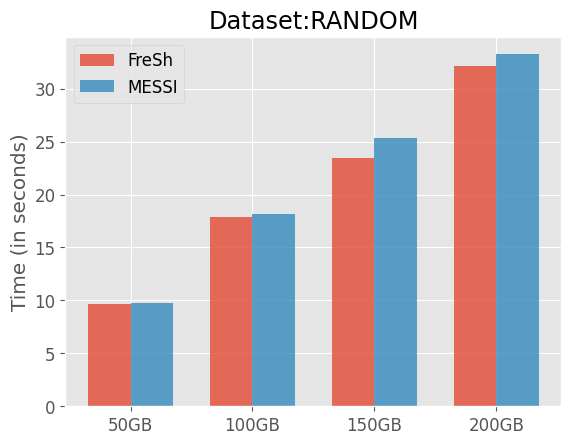 Dataset:RANDOM
FreSh
MESSI
Time (in seconds)
30
25
20
15
10
5
0
50GB 100GB 150GB 200GB